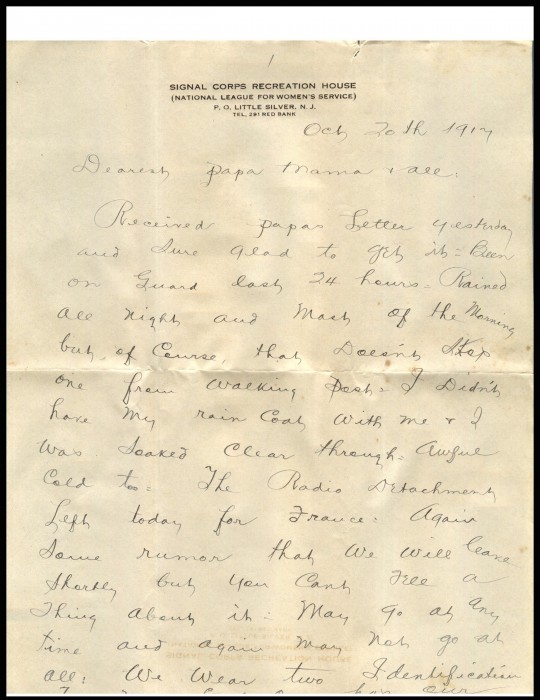 SIGNAL CORPS RECREATION HOUSE
(NATIONAL LEAGUE FOR WOMEN'S SERVICE)
P. O. LITTLE SILVER, N. J.
TEL. 291 RED BANK
Oct 20th 1917
Dearest papa Mama & all:
Received papas Letter yesterday
and Sure glad to get it = Been
on Guard last 24 hours = Rained
all night and Most of the Morning
but, of Course, that Doesn't Stop
one from walking post = I Didn't
have My rain Coat With me & I
Was Soaked Clear through = Awful
Cold to = The Radio Detachment
Left today for France = Again
Some rumor that We will leave
Shortly but you Cant Tell a
Thing about it = May go at any
time and again may Not go at
all = We Wear two Identification